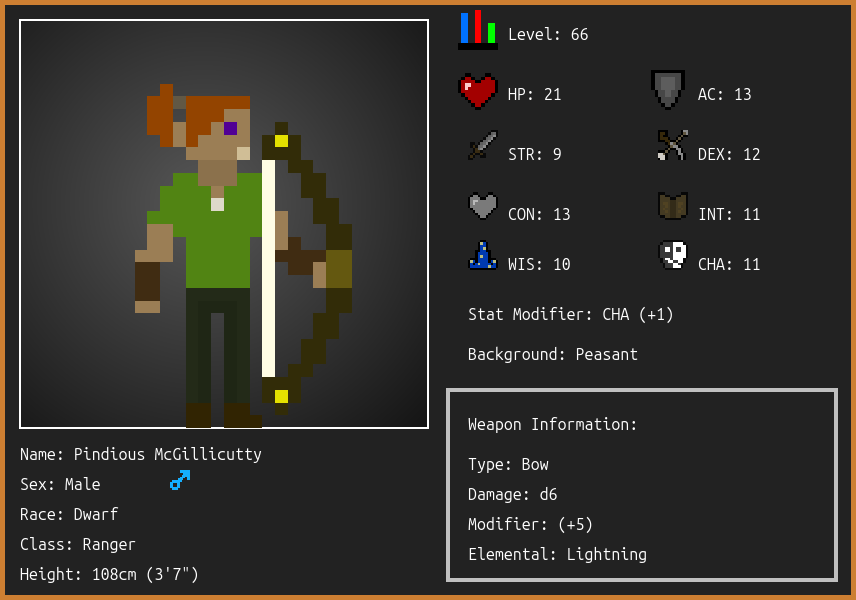 Level: 66
HP: 21
AC: 13
STR: 9
DEX: 12
CON: 13
INT: 11
WIS: 10
CHA: 11
Stat Modifier: CHA (+1)
Background: Peasant
Weapon Information:
Type: Bow
Damage: d6
Modifier: (+5)
Elemental: Lightning
Name: Pindious McGillicutty
Sex: Male
Race: Dwarf
Class: Ranger
Height: 108cm (3'7")